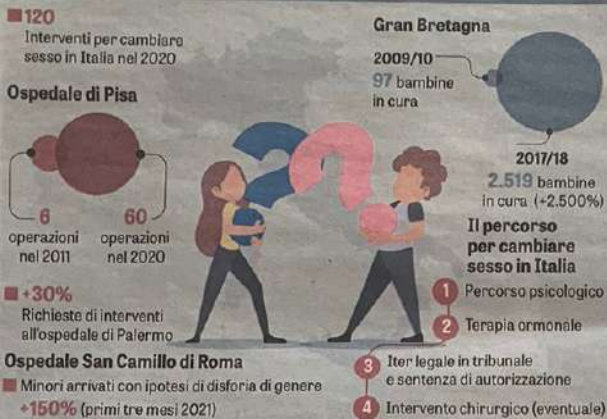 120
Interventi per cambiare
sesso in Italia nel 2020
Ospedale di Pisa
6
operazioni
nel 2011
60
operazioni
nel 2020
+30%
Richieste di interventi
all'ospedale di Palermo
Ospedale San Camillo di Roma
Minori arrivati con ipotesi di disforia di genere
+150% (primi tre mesi 2021)
Gran Bretagna
2009/10
97 bambine
in cura
2017/18
2.519 bambine
in cura (+2.500%)
Il percorso
per cambiare
sesso in Italia
1 Percorso psicologico
2 Terapia ormonale
3 Iter legale in tribunale
e sentenza di autorizzazione
4 Intervento chirurgico (eventuale)